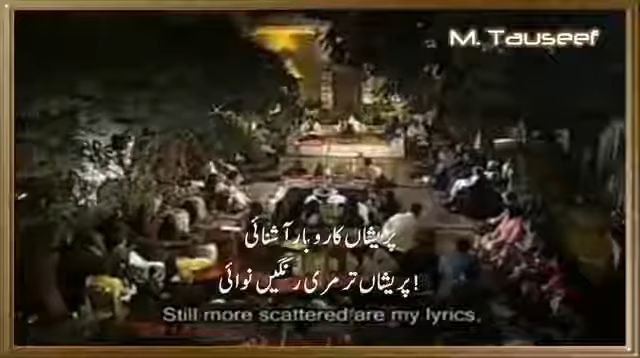 M. Tauseef
پریشاں کاروبار آشنائی
پریشاں تر مری رنگیں نوائی!
Still more scattered are my lyrics,